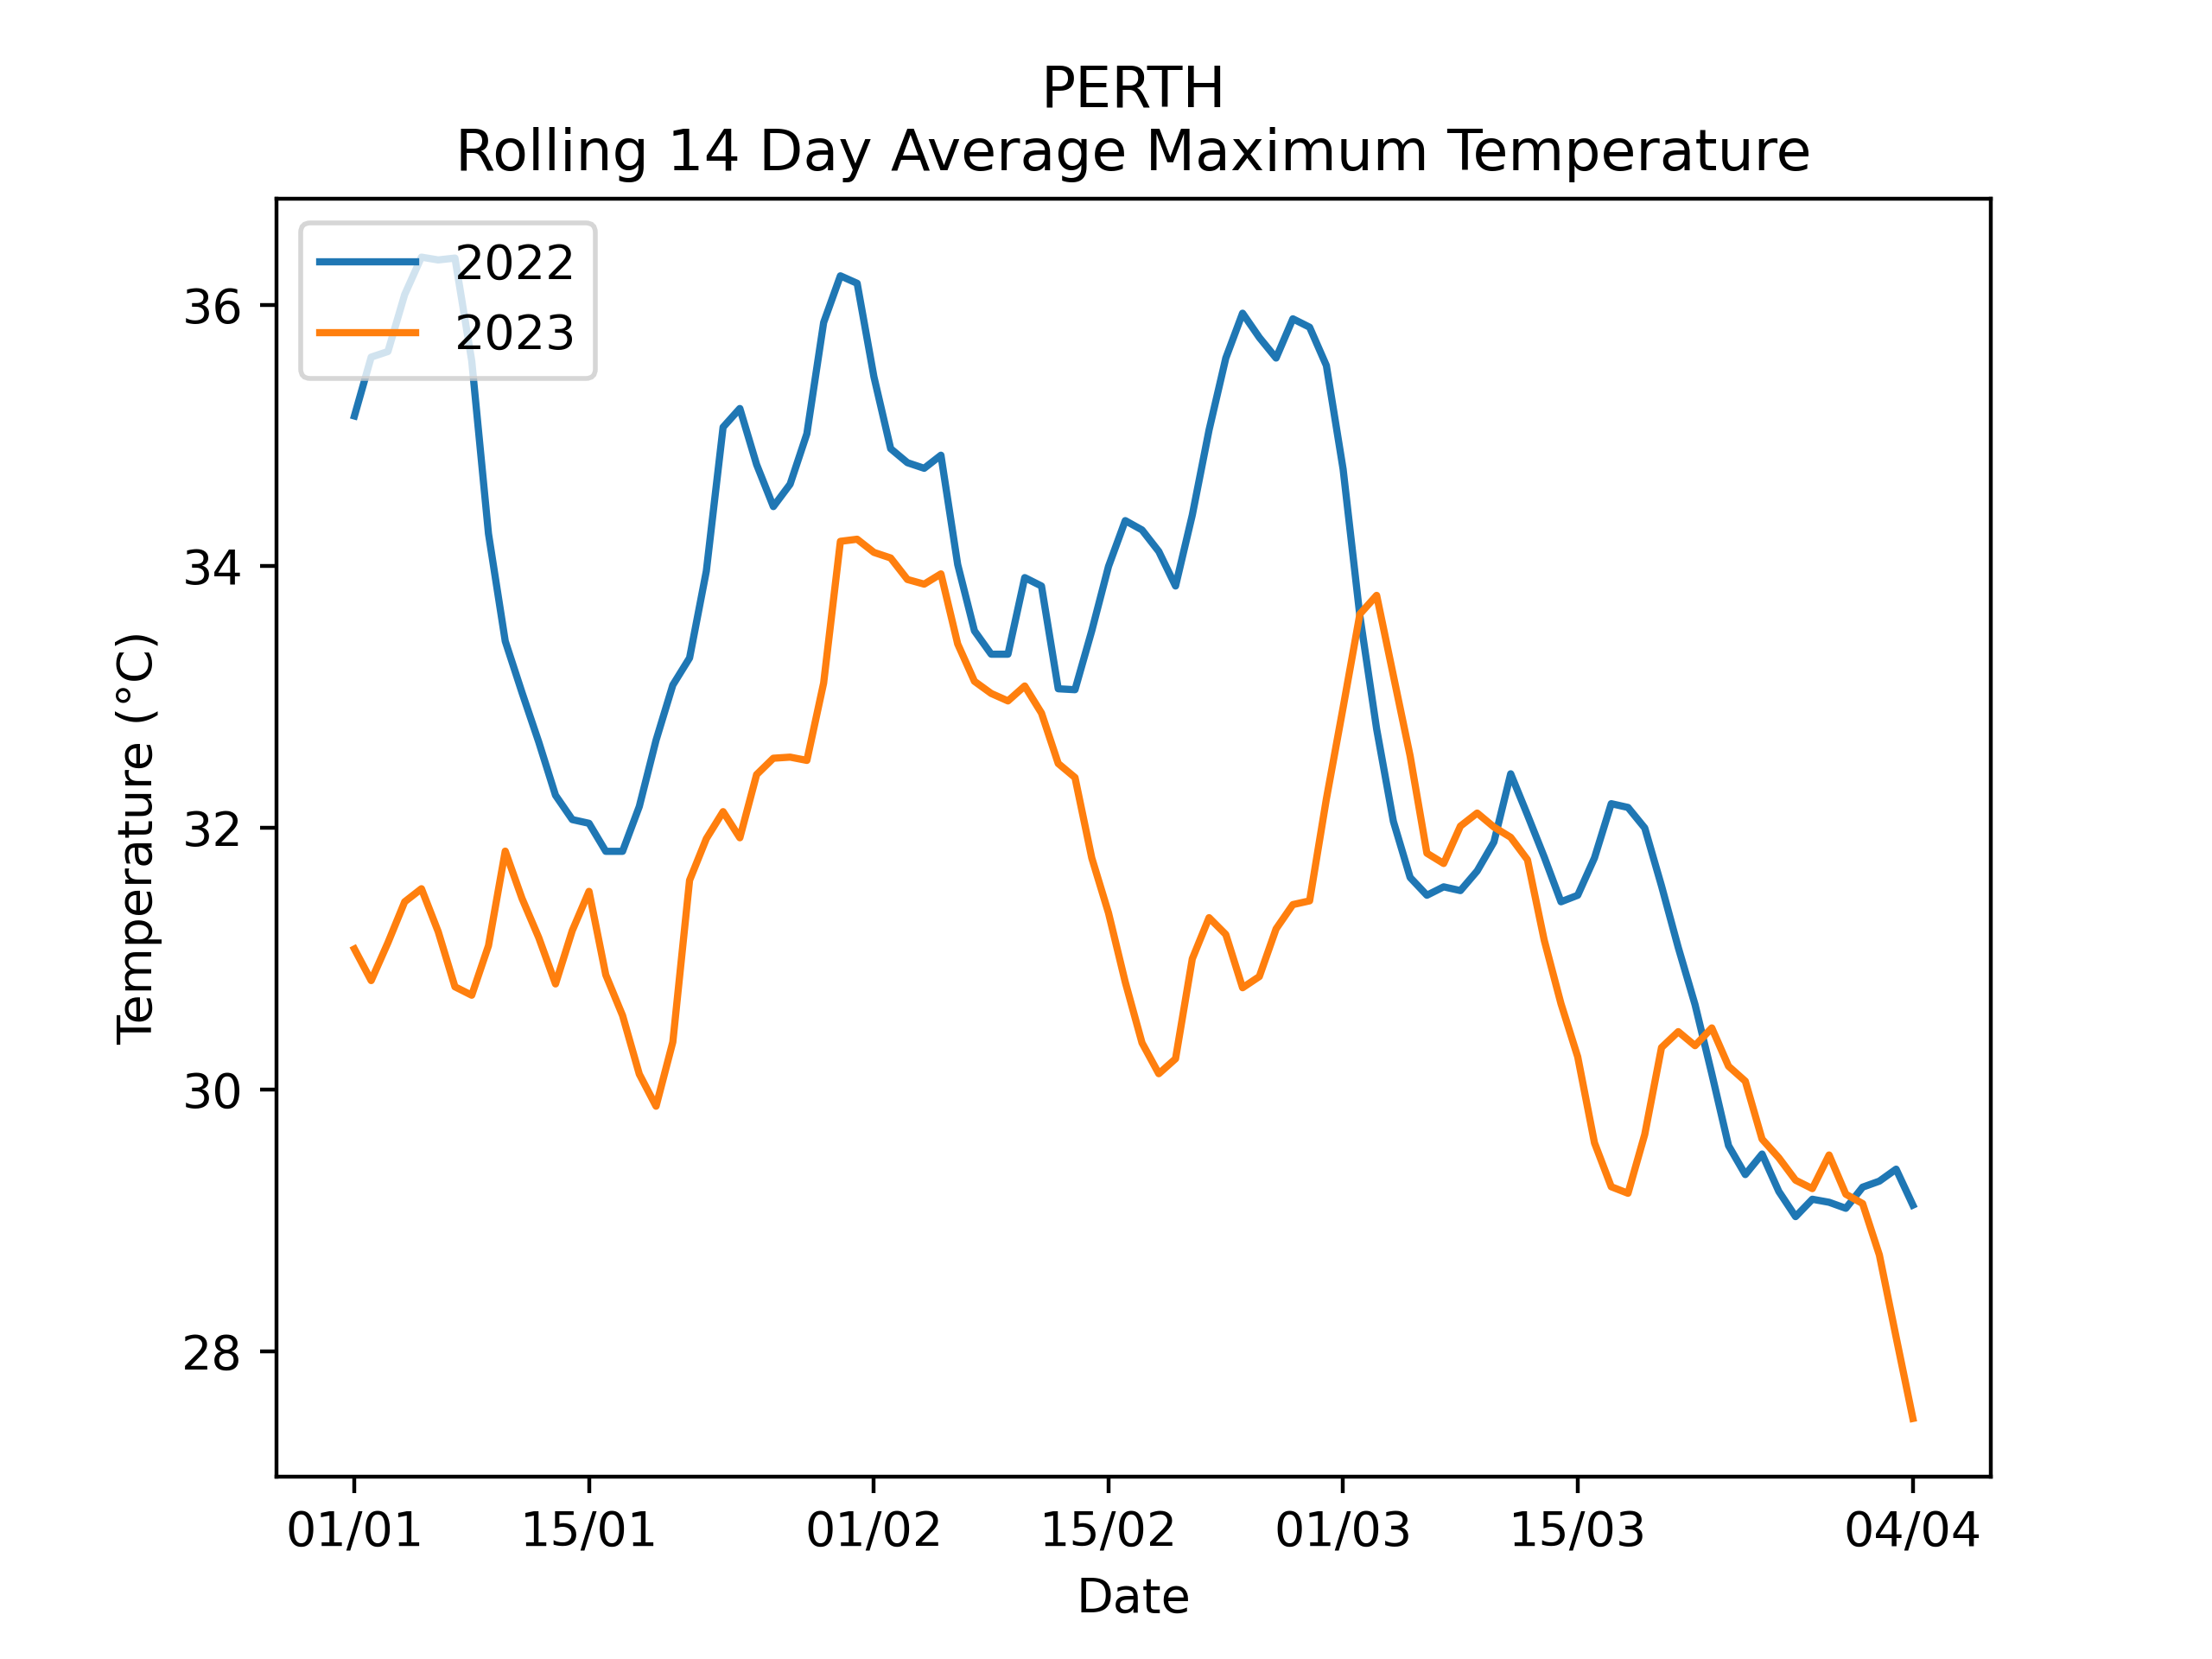 PERTH
Rolling 14 Day Average Maximum Temperature
2022
2023
36
34
32
30
28
Temperature (°C)
01/01 15/01 01/02 15/02 01/03 15/03 04/04
Date